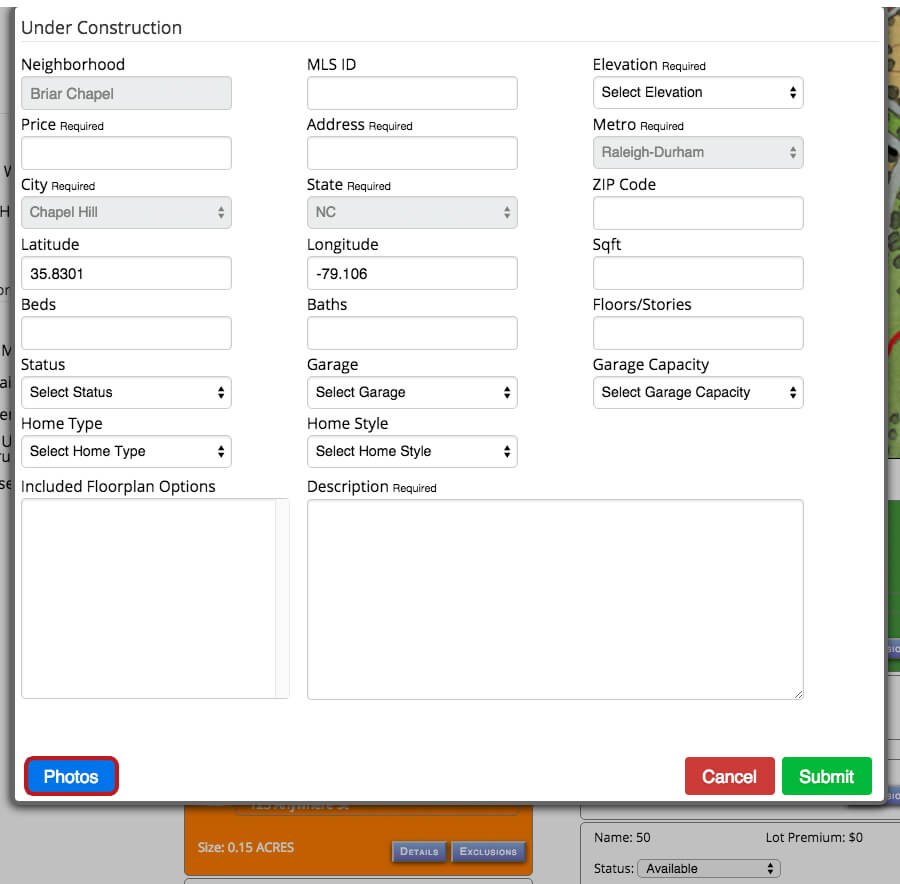 Under Construction
Neighborhood MLS ID Elevation Required
Briar Chapel Select Elevation
Price Required Address Required Metro Required
Raleigh-Durham
City Required State Required ZIP Code
Chapel Hill NC
Latitude Longitude Sqft
35.8301 -79.106
Beds Baths Floors/Stories
Status Garage Garage Capacity
Select Status Select Garage Select Garage Capacity
Home Type Home Style
Select Home Type Select Home Style
Included Floorplan Options Description Required
Photos Cancel Submit
Size: 0.15 ACRES DETAILS EXCLUSIONS
Name: 50 Lot Premium: $0
Status: Available